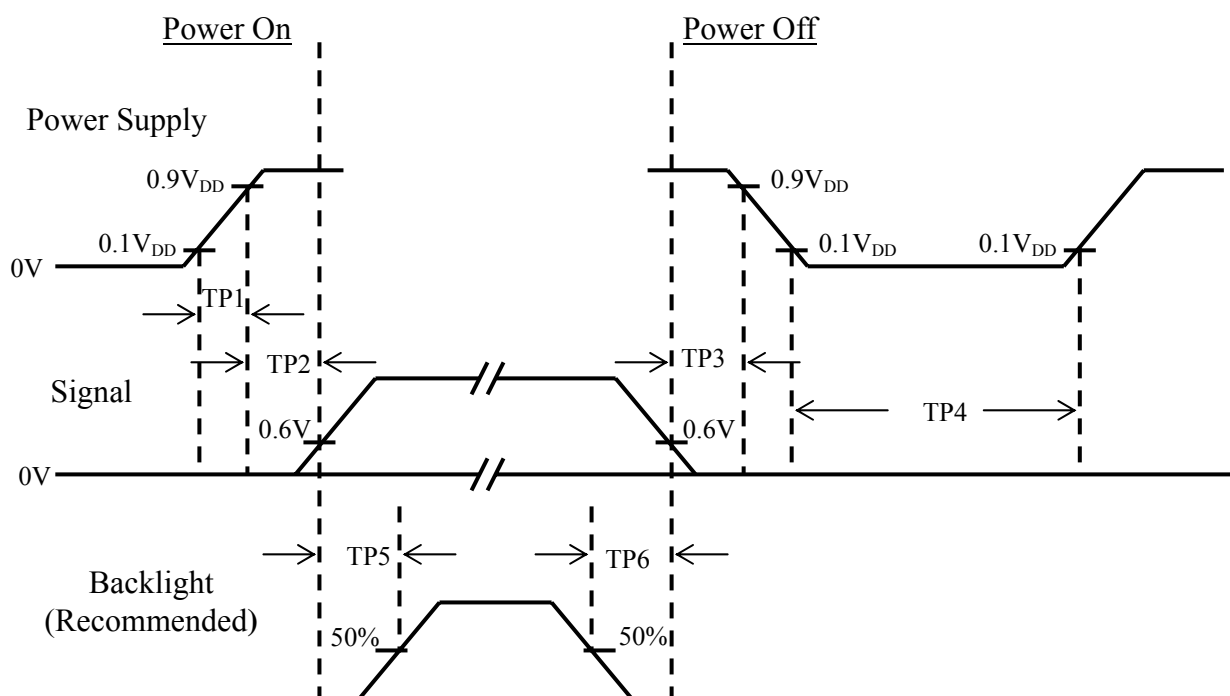 Power On
Power Off
Power Supply
0.9VDD
0.9VDD
0.1VDD
0.1VDD
0.1VDD
0V
TP1
TP2
TP3
Signal
TP4
0.6V
0.6V
0V
TP5
TP6
Backlight
(Recommended)
50%
50%